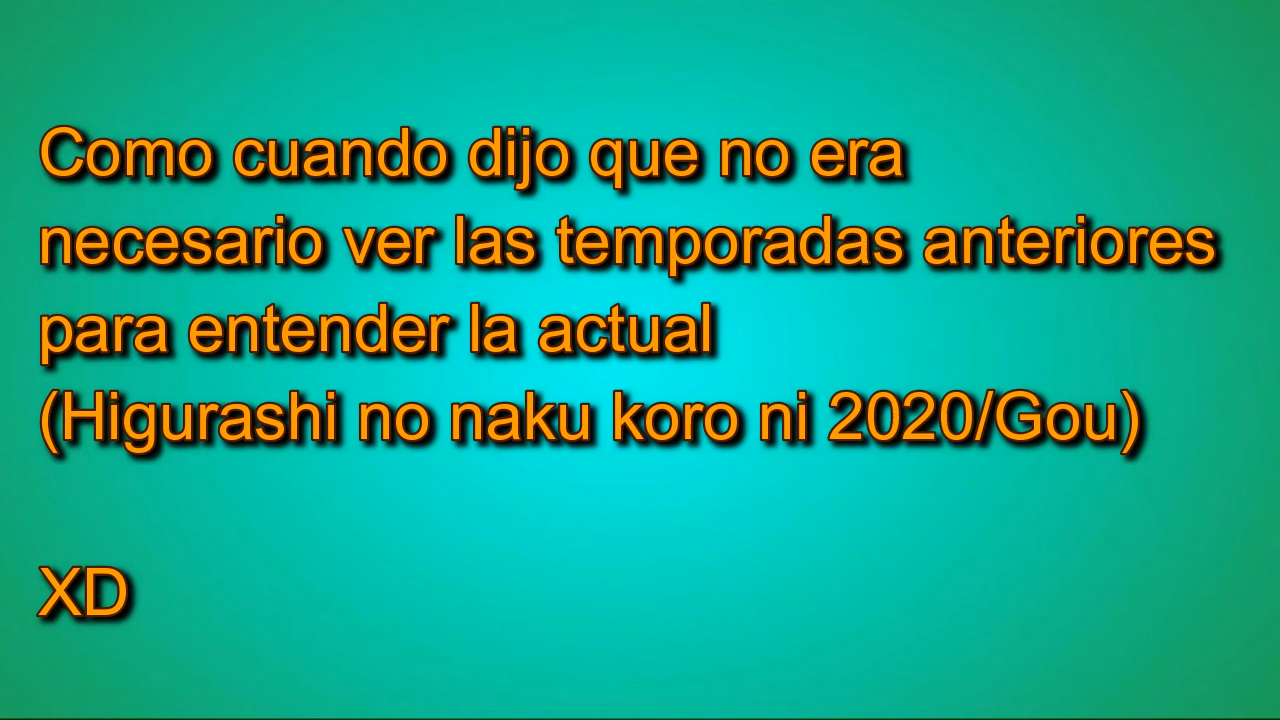 Como cuando dijo que no era
necesario ver las temporadas anteriores
para entender la actual
(Higurashi no naku koro ni 2020/Gou)
XD